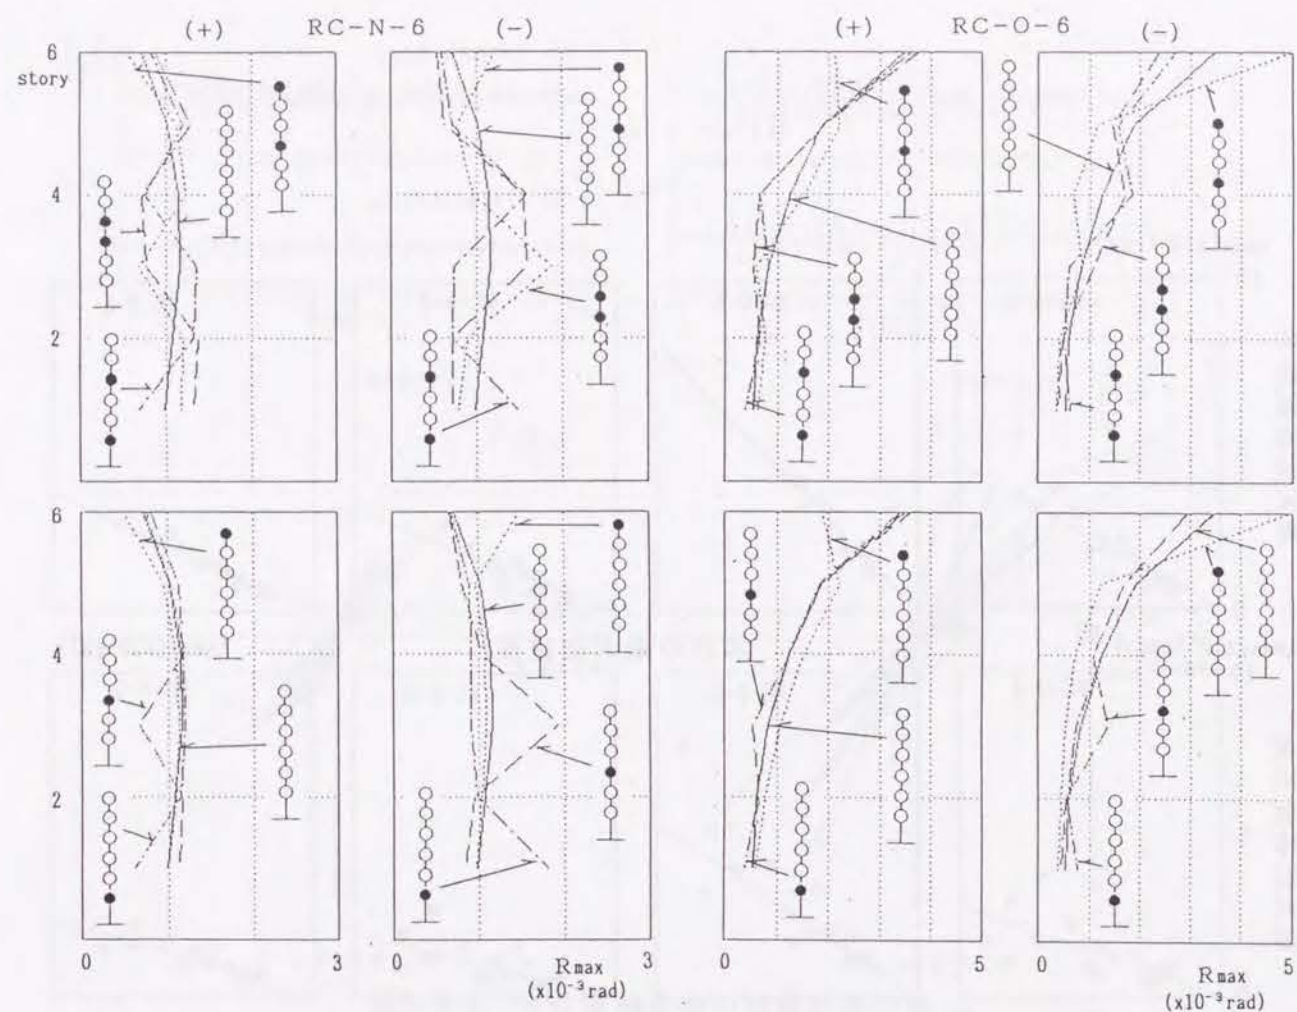 (+) RC-N-6 (-) (+) RC-O-6 (-)
6
story
4
2
6
4
2
0 3 0 Rmax 3 0 5 0 Rmax 5
(x10⁻³rad) (x10⁻³rad)